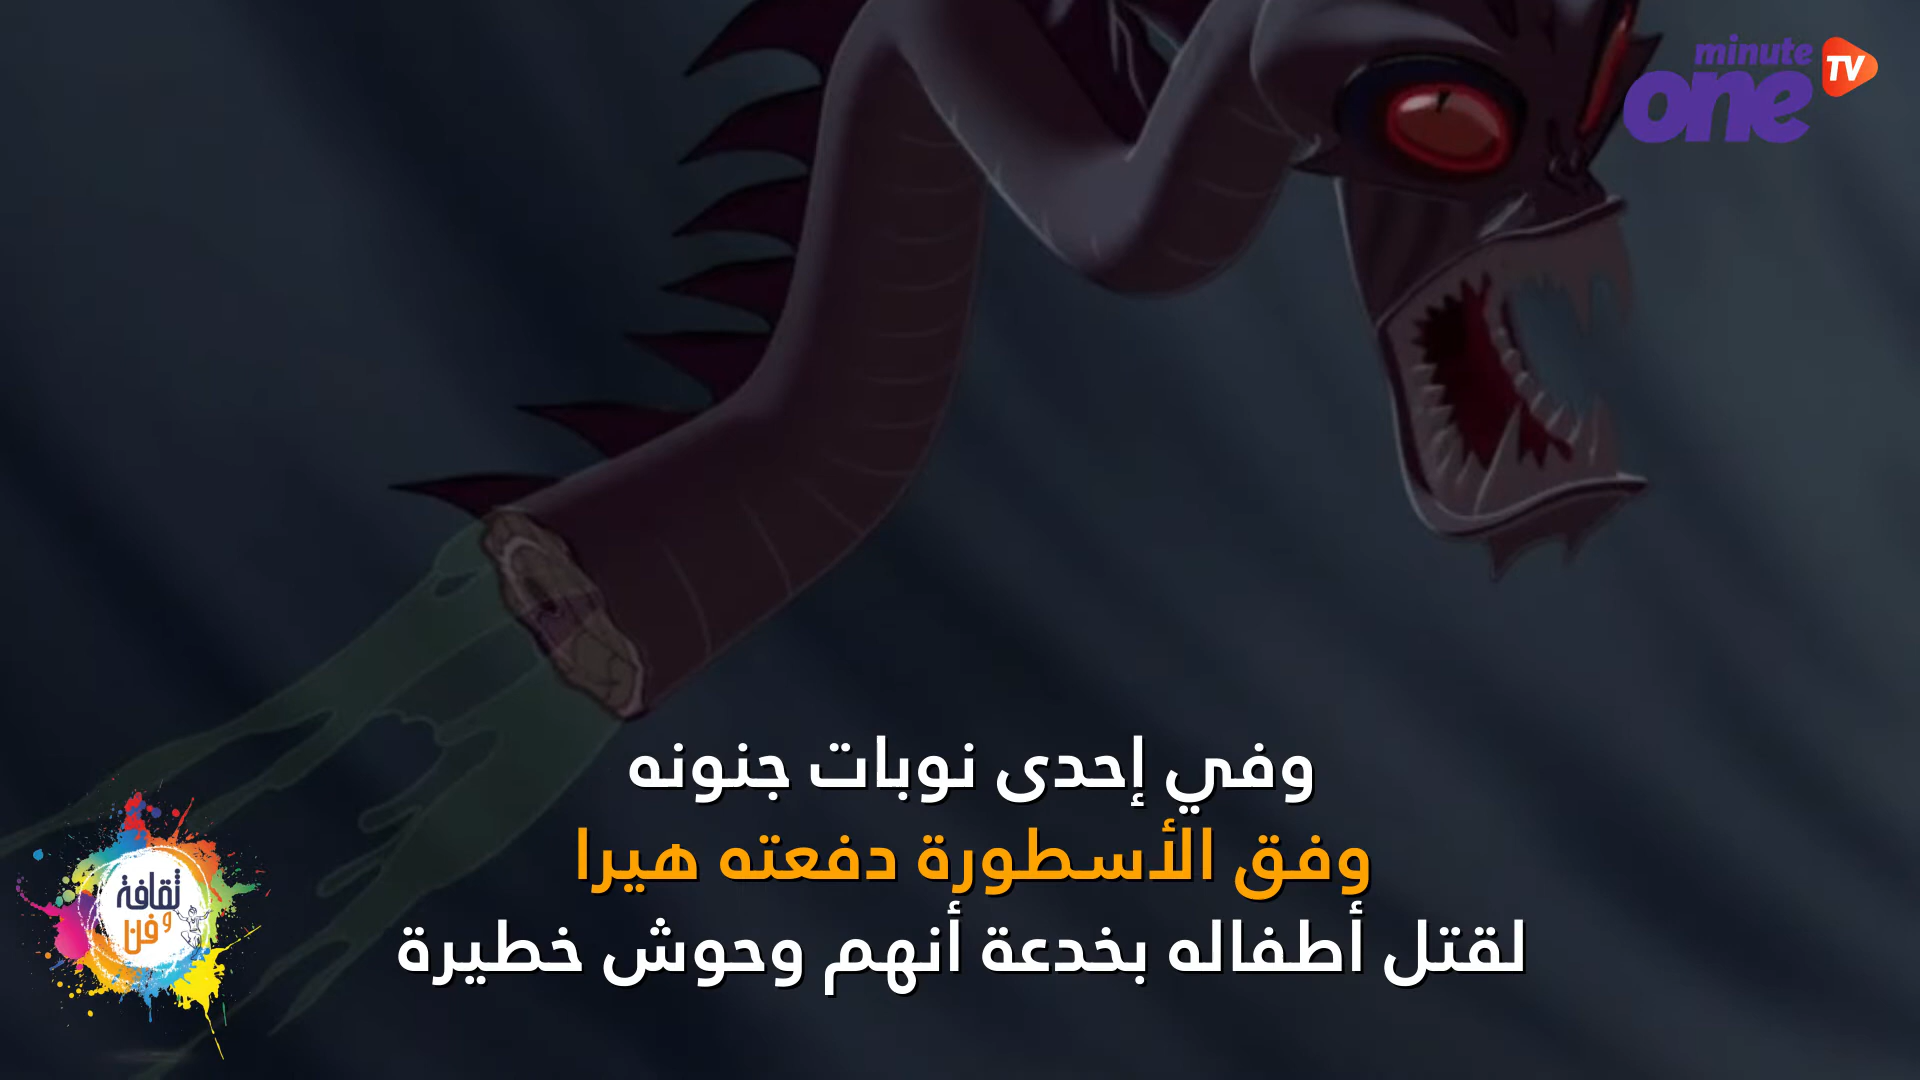 minute
one TV
وفي إحدى نوبات جنونه
وفق الأسطورة دفعته هيرا
لقتل أطفاله بخدعة أنهم وحوش خطيرة
ثقافة
و فن